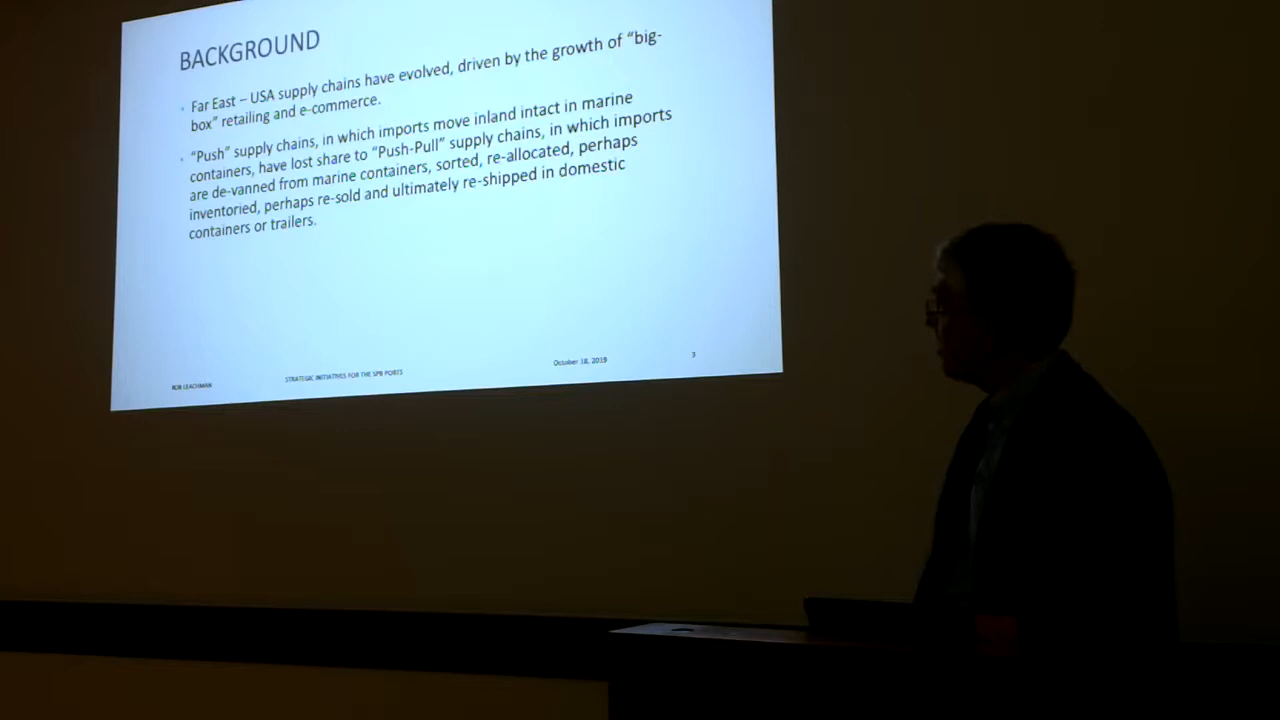 BACKGROUND
Far East – USA supply chains have evolved, driven by the growth of “big-
box” retailing and e-commerce.
“Push” supply chains, in which imports move inland intact in marine
containers, have lost share to “Push-Pull” supply chains, in which imports
are de-vanned from marine containers, sorted, re-allocated, perhaps
inventoried, perhaps re-sold and ultimately re-shipped in domestic
containers or trailers.
ROB LEACHMAN
STRATEGIC INITIATIVES FOR THE SPB PORTS
October 18, 2019
3